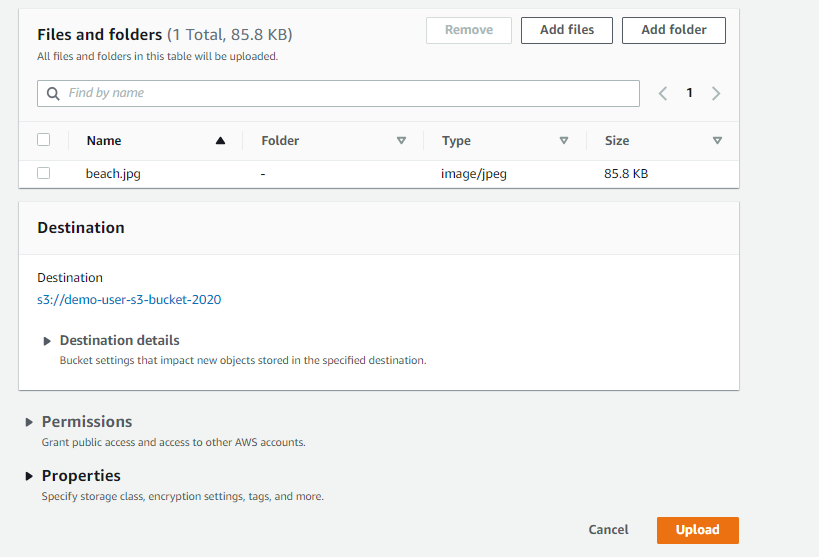 Files and folders (1 Total, 85.8 KB)
Remove
Add files
Add folder
All files and folders in this table will be uploaded.
Find by name
1
Name Folder Type Size
beach.jpg - image/jpeg 85.8 KB
Destination
Destination
s3://demo-user-s3-bucket-2020
Destination details
Bucket settings that impact new objects stored in the specified destination.
Permissions
Grant public access and access to other AWS accounts.
Properties
Specify storage class, encryption settings, tags, and more.
Cancel Upload